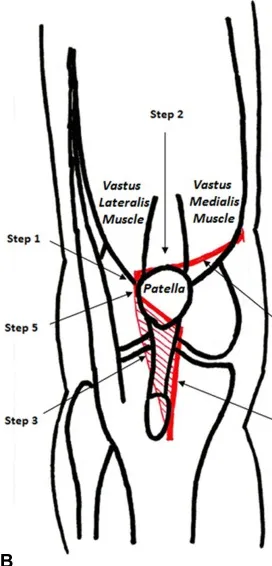 Step 2
Vastus
Lateralis
Muscle
Vastus
Medialis
Muscle
Step 1
Patella
Step 5
Step 3
B